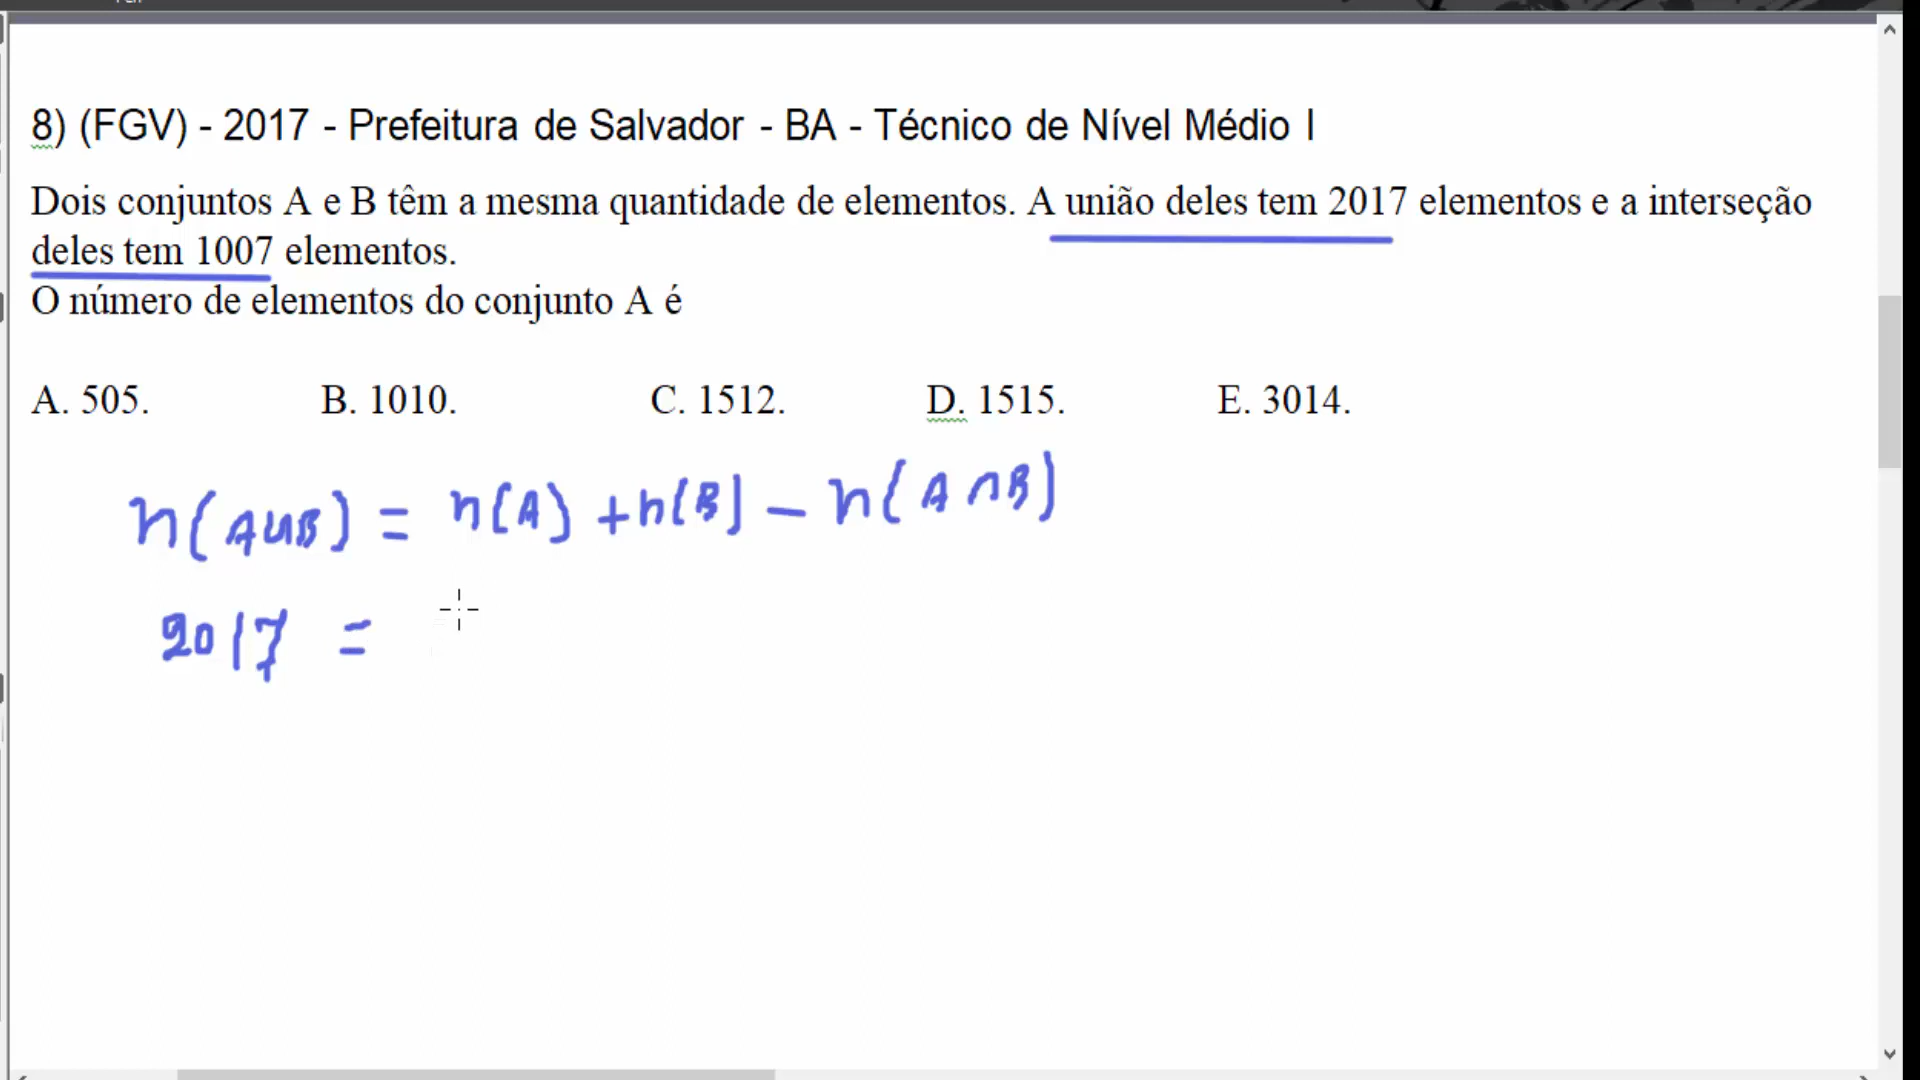 8) (FGV) - 2017 - Prefeitura de Salvador - BA - Técnico de Nível Médio I
Dois conjuntos A e B têm a mesma quantidade de elementos. A união deles tem 2017 elementos e a interseção
deles tem 1007 elementos.
O número de elementos do conjunto A é
A. 505. B. 1010. C. 1512. D. 1515. E. 3014.
n(A∪B) = n(A) + n(B) - n(A∩B)
2017 =